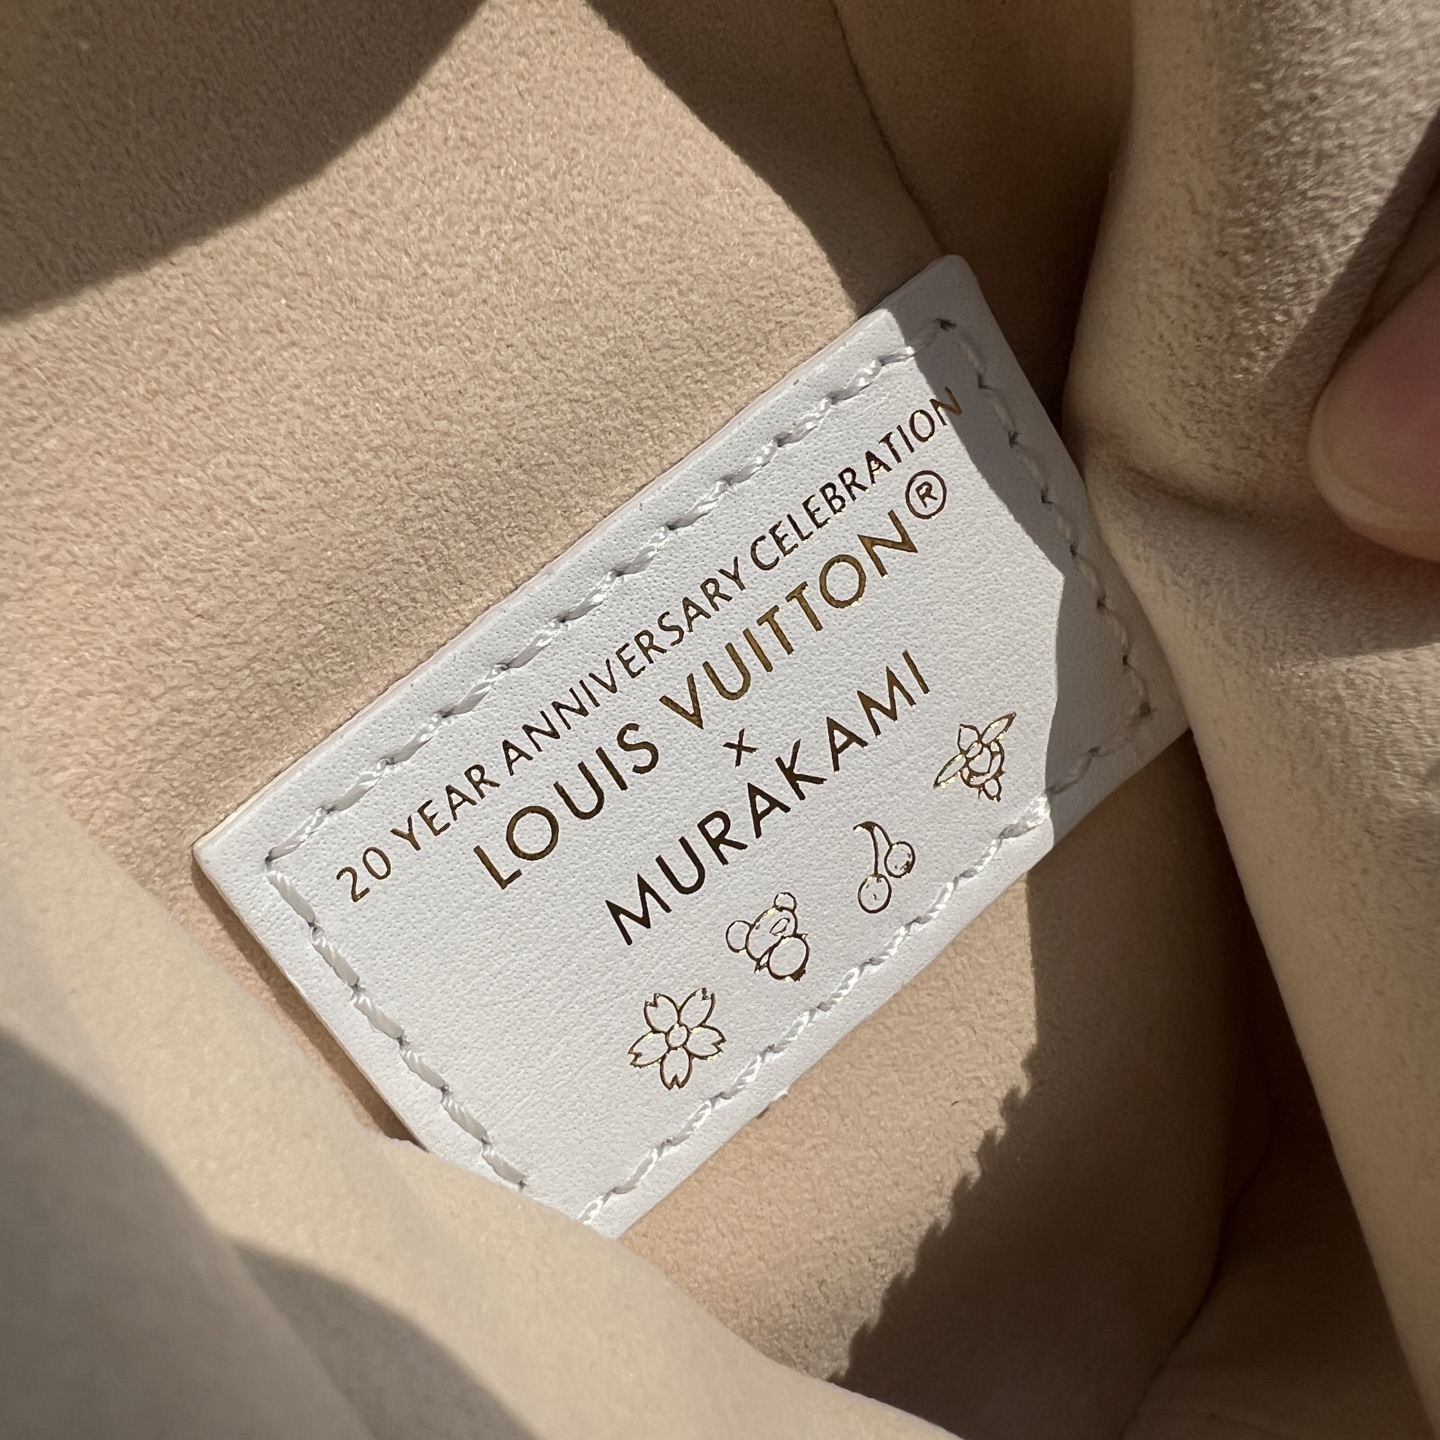 20 YEAR ANNIVERSARY CELEBRATION
LOUIS VUITTON®
×
MURAKAMI